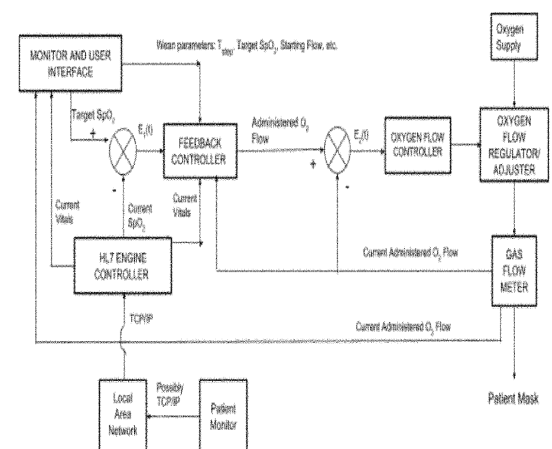 Wean parameters: T step, Target SpO2, Starting Flow, etc.
MONITOR AND USER
INTERFACE
Oxygen
Supply
Target SpO2
+
E1(t)
FEEDBACK
CONTROLLER
Administered O2
Flow
+
E2(t)
OXYGEN FLOW
CONTROLLER
OXYGEN
FLOW
REGULATOR/
ADJUSTER
-
-
Current
Vitals
Current
SpO2
Current
Vitals
HL7 ENGINE
CONTROLLER
Current Administered O2 Flow
GAS
FLOW
METER
TCP/IP
Current Administered O2 Flow
Local
Area
Network
Possibly
TCP/IP
Patient
Monitor
Patient Mask